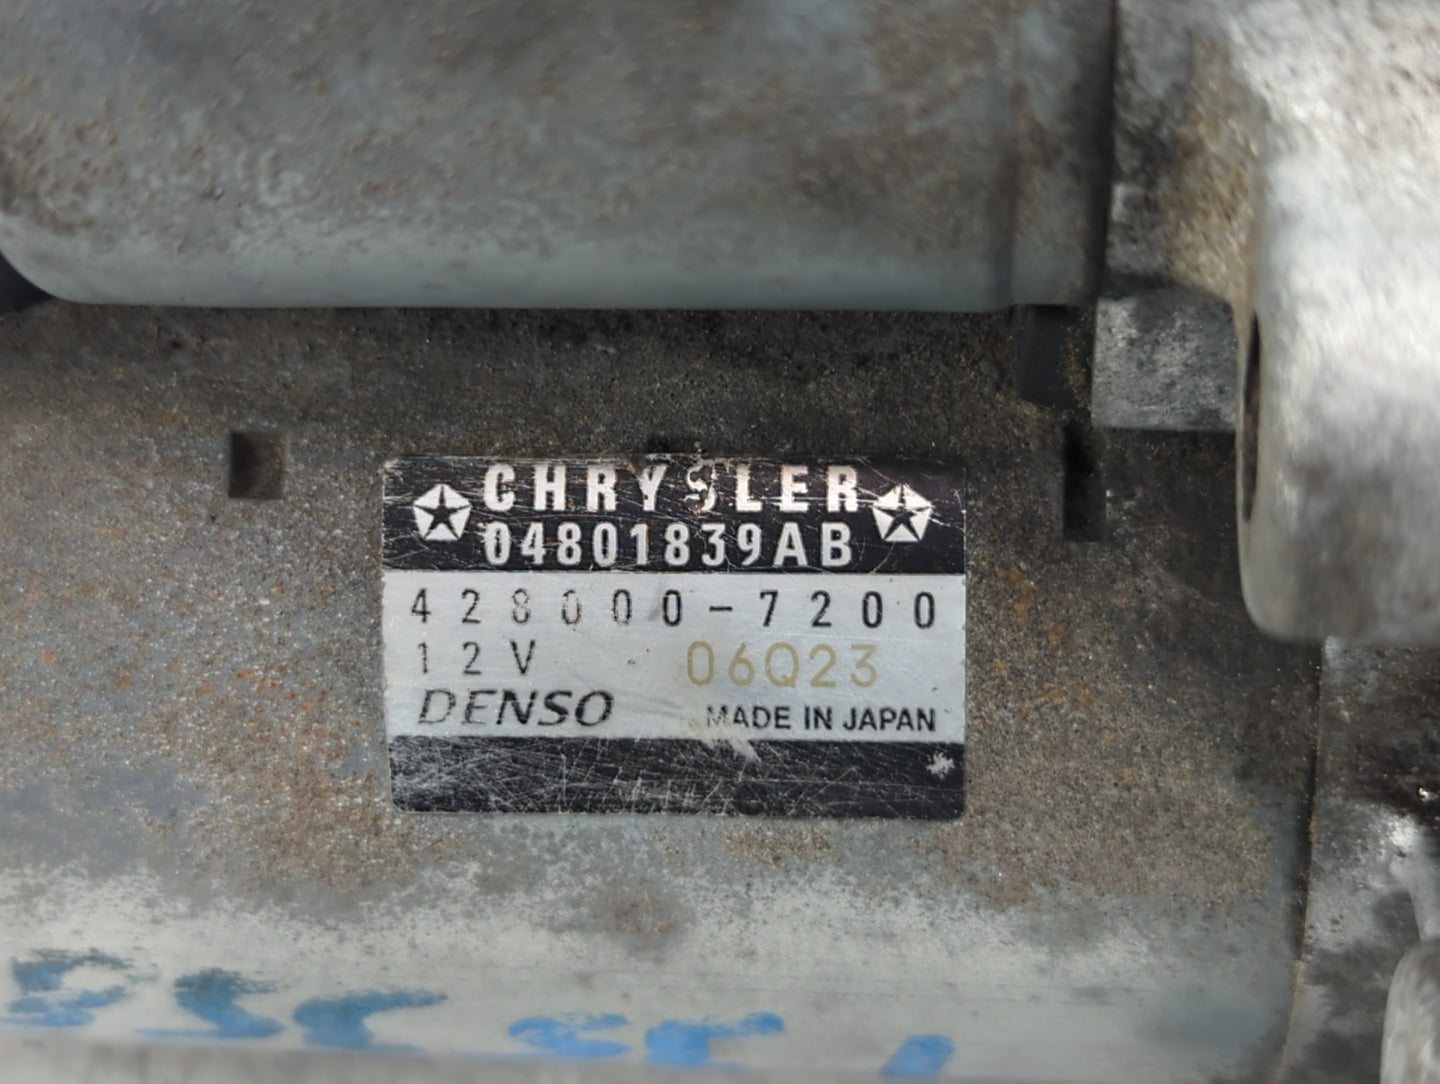 CHRYSLER
04801839AB
428000-7200
12V 06Q23
DENSO MADE IN JAPAN